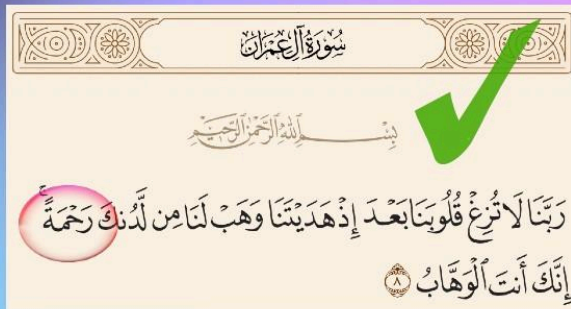 سُورَةُ آلِ عِمْرَان
بِسْمِ ٱللَّهِ ٱلرَّحْمَٰنِ ٱلرَّحِيمِ
رَبَّنَا لَا تُزِغْ قُلُوبَنَا بَعْدَ إِذْ هَدَيْتَنَا وَهَبْ لَنَا مِن لَّدُنكَ رَحْمَةً ۚ
إِنَّكَ أَنتَ ٱلْوَهَّابُ ٨